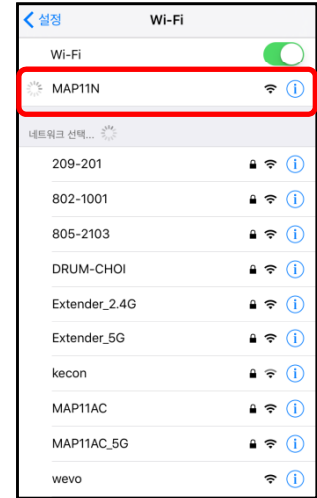 설정 Wi-Fi
Wi-Fi
MAP11N
네트워크 선택...
209-201
802-1001
805-2103
DRUM-CHOI
Extender_2.4G
Extender_5G
kecon
MAP11AC
MAP11AC_5G
wevo